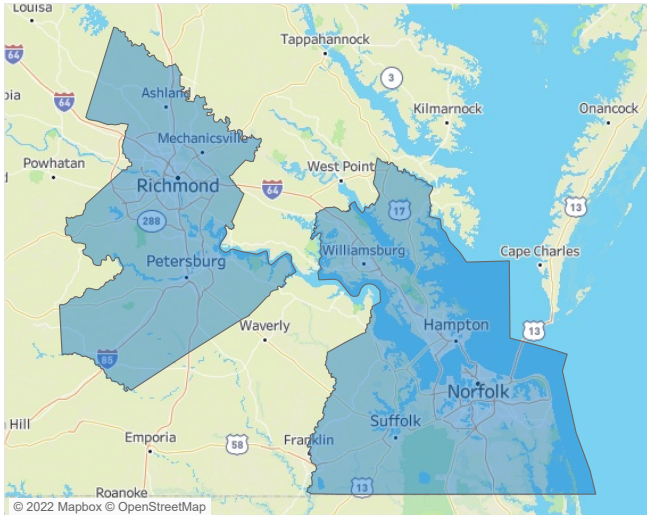 Louisa
64
Tappahannock
3
64
Ashland
bia
Kilmarnock
Onancock
Mechanicsville
Powhatan
West Point
d
Richmond
64
17
13
288
Williamsburg
Cape Charles
Petersburg
Waverly
Hampton
13
85
Norfolk
Hill
Suffolk
Emporia
58
Franklin
13
Roanoke
© 2022 Mapbox © OpenStreetMap